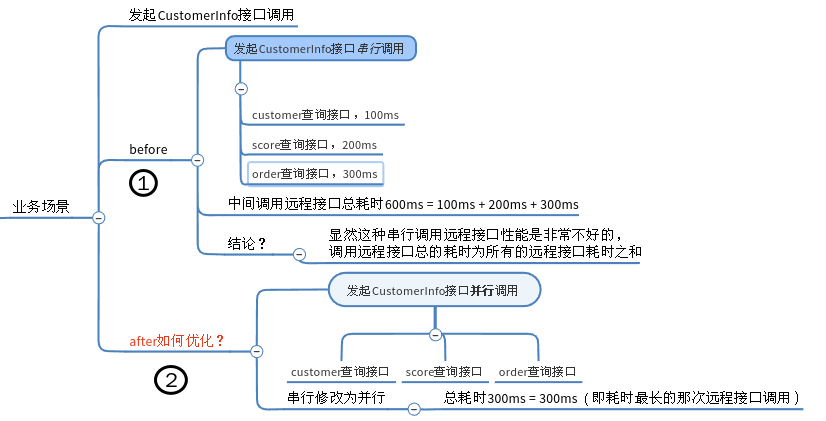 发起CustomerInfo接口调用
发起CustomerInfo接口串行调用
customer查询接口，100ms
score查询接口，200ms
order查询接口，300ms
before
①
中间调用远程接口总耗时600ms = 100ms + 200ms + 300ms
业务场景
结论？
显然这种串行调用远程接口性能是非常不好的，
调用远程接口总的耗时为所有的远程接口耗时之和
发起CustomerInfo接口并行调用
after如何优化？
②
customer查询接口
score查询接口
order查询接口
串行修改为并行
总耗时300ms = 300ms（即耗时最长的那次远程接口调用）